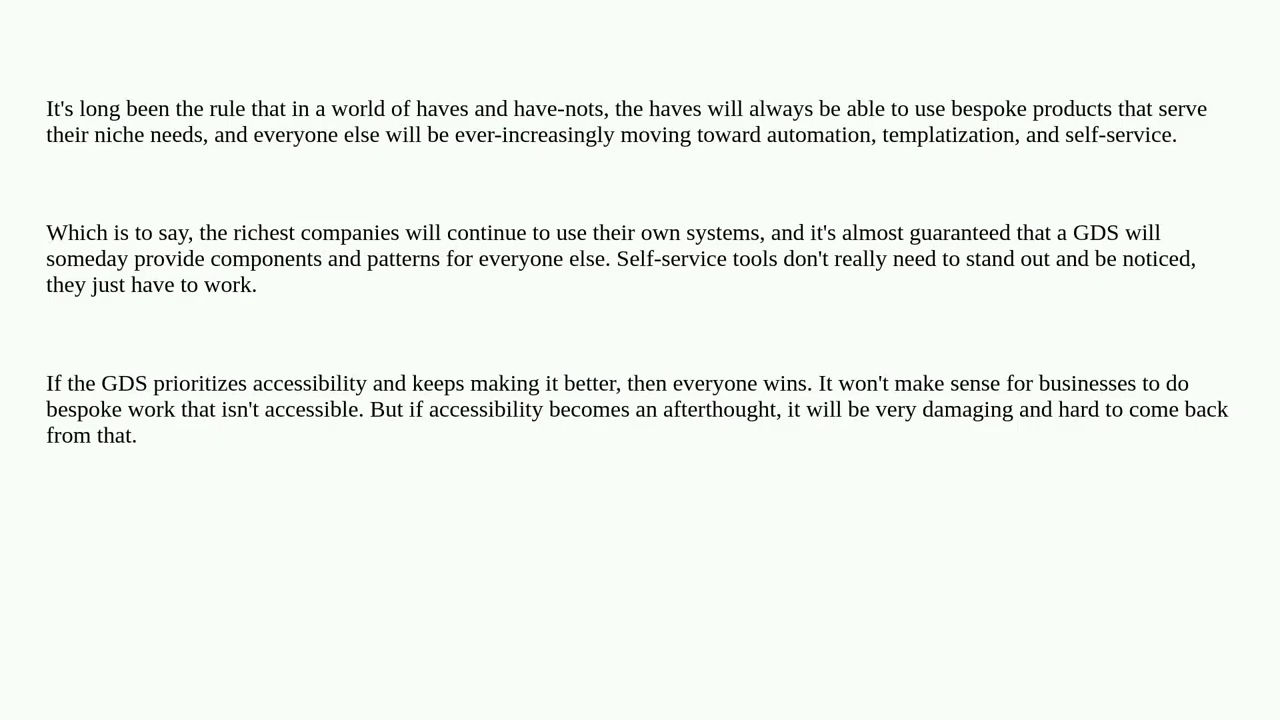 It's long been the rule that in a world of haves and have-nots, the haves will always be able to use bespoke products that serve
their niche needs, and everyone else will be ever-increasingly moving toward automation, templatization, and self-service.
Which is to say, the richest companies will continue to use their own systems, and it's almost guaranteed that a GDS will
someday provide components and patterns for everyone else. Self-service tools don't really need to stand out and be noticed,
they just have to work.
If the GDS prioritizes accessibility and keeps making it better, then everyone wins. It won't make sense for businesses to do
bespoke work that isn't accessible. But if accessibility becomes an afterthought, it will be very damaging and hard to come back
from that.